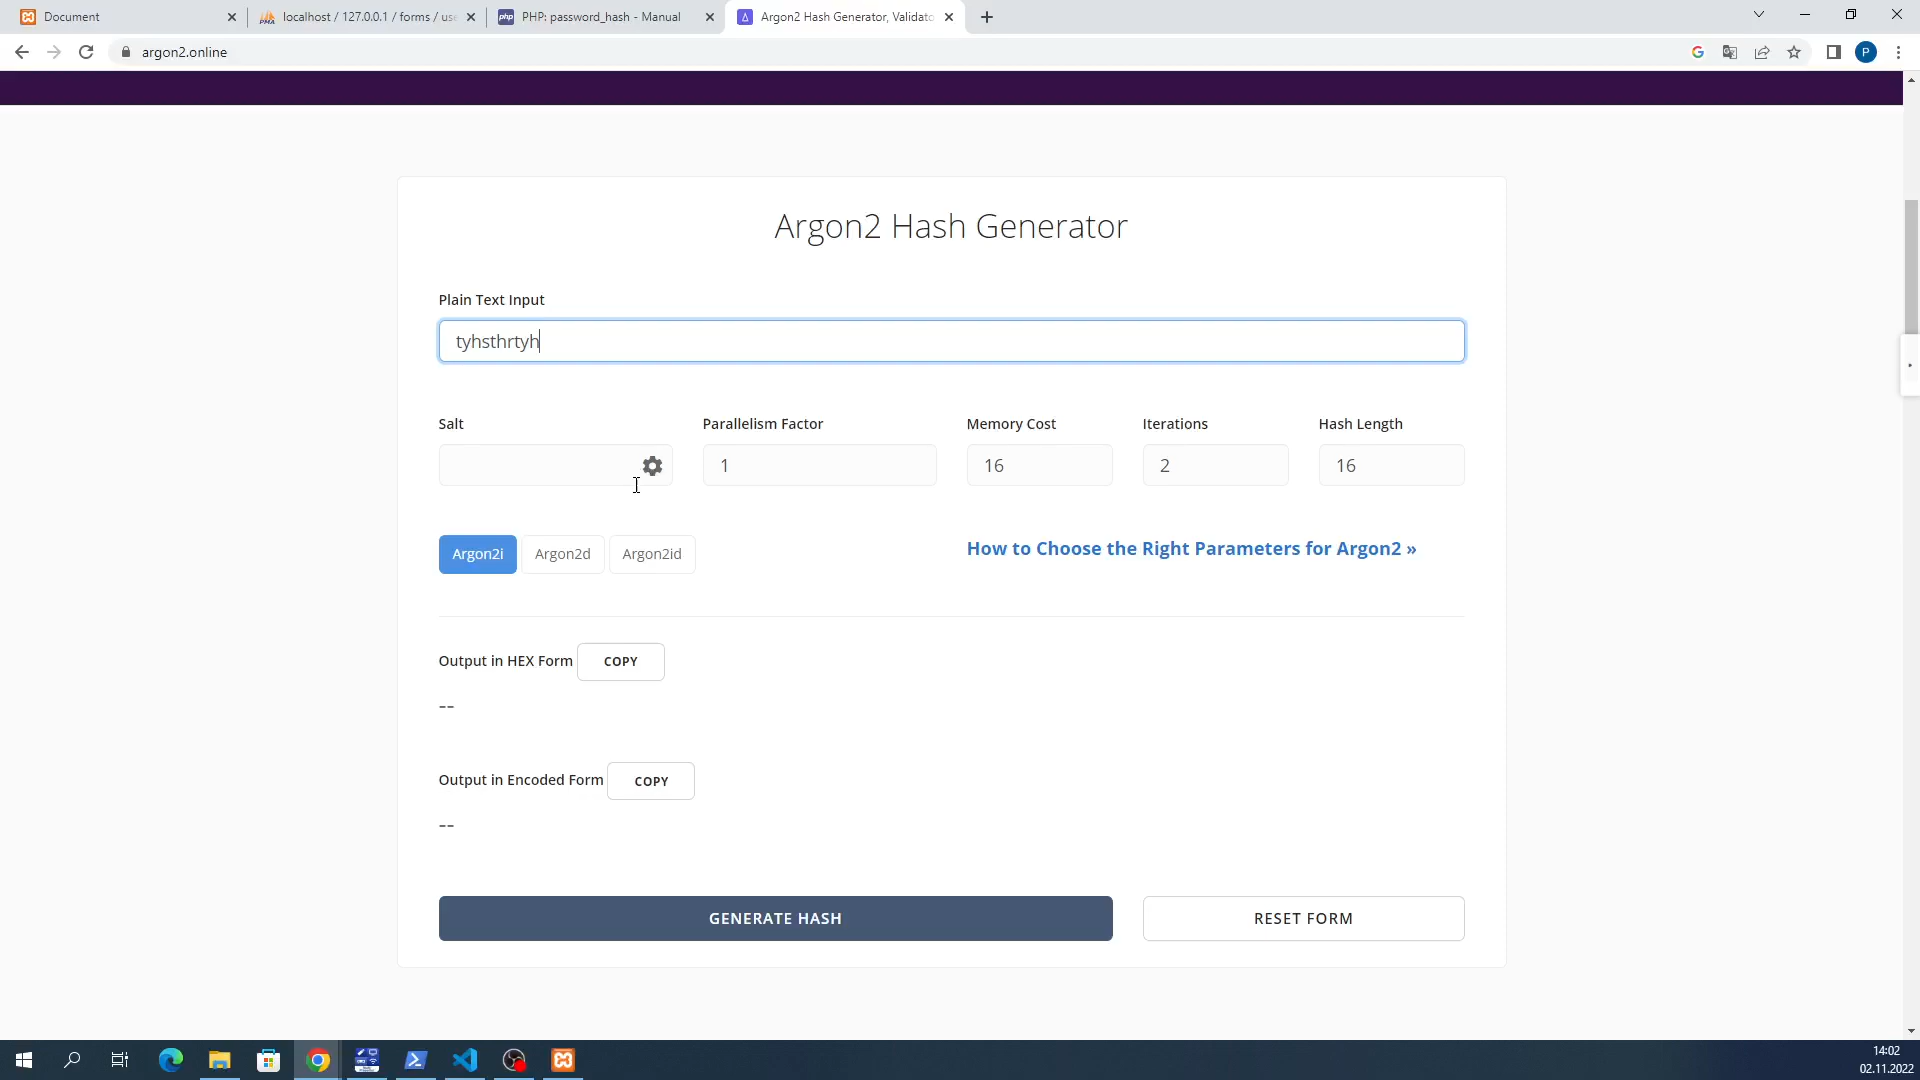 Document
localhost / 127.0.0.1 / forms / use
PHP: password_hash - Manual
Argon2 Hash Generator, Validato
argon2.online
P
Argon2 Hash Generator
Plain Text Input
tyhsthrtyh
Salt
Parallelism Factor
Memory Cost
Iterations
Hash Length
1
16
2
16
Argon2i
Argon2d
Argon2id
How to Choose the Right Parameters for Argon2 »
Output in HEX Form
COPY
--
Output in Encoded Form
COPY
--
GENERATE HASH
RESET FORM
14:02
02.11.2022